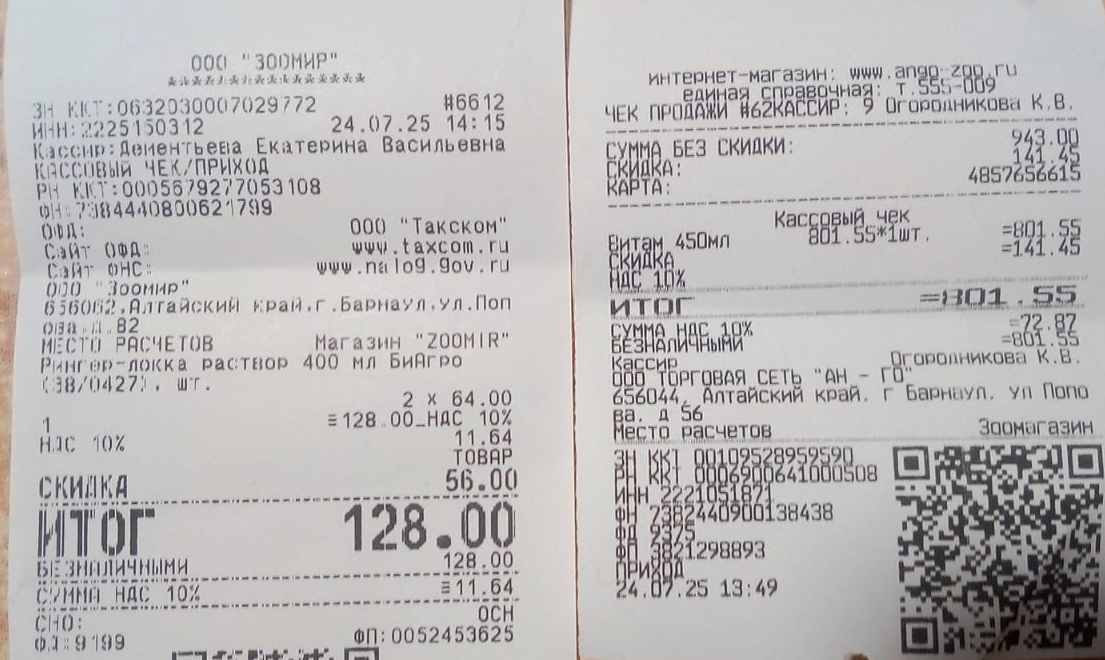 ООО "ЗООМИР"
*****************
ЗН ККТ:0632030007029772 #6612
ИНН:2225150312 24.07.25 14:15
Кассир:Дементьева Екатерина Васильевна
КАССОВЫЙ ЧЕК/ПРИХОД
РН ККТ:0005679277053108
ФН:7384440800621799
ОФД: ООО "Такском"
Сайт ОФД: www.taxcom.ru
Сайт ФНС: www.nalog.gov.ru
ООО "Зоомир"
656062,Алтайский край,г.Барнаул,ул.Поп
ова,д.82
МЕСТО РАСЧЕТОВ Магазин "ZOOMIR"
Рингер-локка раствор 400 мл БиАгро
(38/0427), шт.
2 х 64.00
1 ≡128.00_НДС 10%
НДС 10% 11.64
ТОВАР
СКИДКА 56.00
ИТОГ 128.00
БЕЗНАЛИЧНЫМИ 128.00
СУММА НДС 10% ≡11.64
СНО: ОСН
ФД:9199 ФП:0052453625
интернет-магазин: www.ango-zoo.ru
единая справочная: т.555-009
ЧЕК ПРОДАЖИ #62КАССИР: 9 Огородникова К.В.
СУММА БЕЗ СКИДКИ: 943.00
СКИДКА: 141.45
КАРТА: 4857656615
Кассовый чек
Витам 450мл 801.55*1шт. =801.55
СКИДКА =141.45
НДС 10%
ИТОГ =801.55
СУММА НДС 10% =72.87
БЕЗНАЛИЧНЫМИ =801.55
Кассир Огородникова К.В.
ООО ТОРГОВАЯ СЕТЬ "АН - ГО"
656044, Алтайский край, г Барнаул, ул Попо
ва, д 56
Место расчетов Зоомагазин
ЗН ККТ 00109528959590
РН ККТ 0006900641000508
ИНН 2221051871
ФН 7382440900138438
ФД 9375
ФП 3821298893
ПРИХОД
24.07.25 13:49